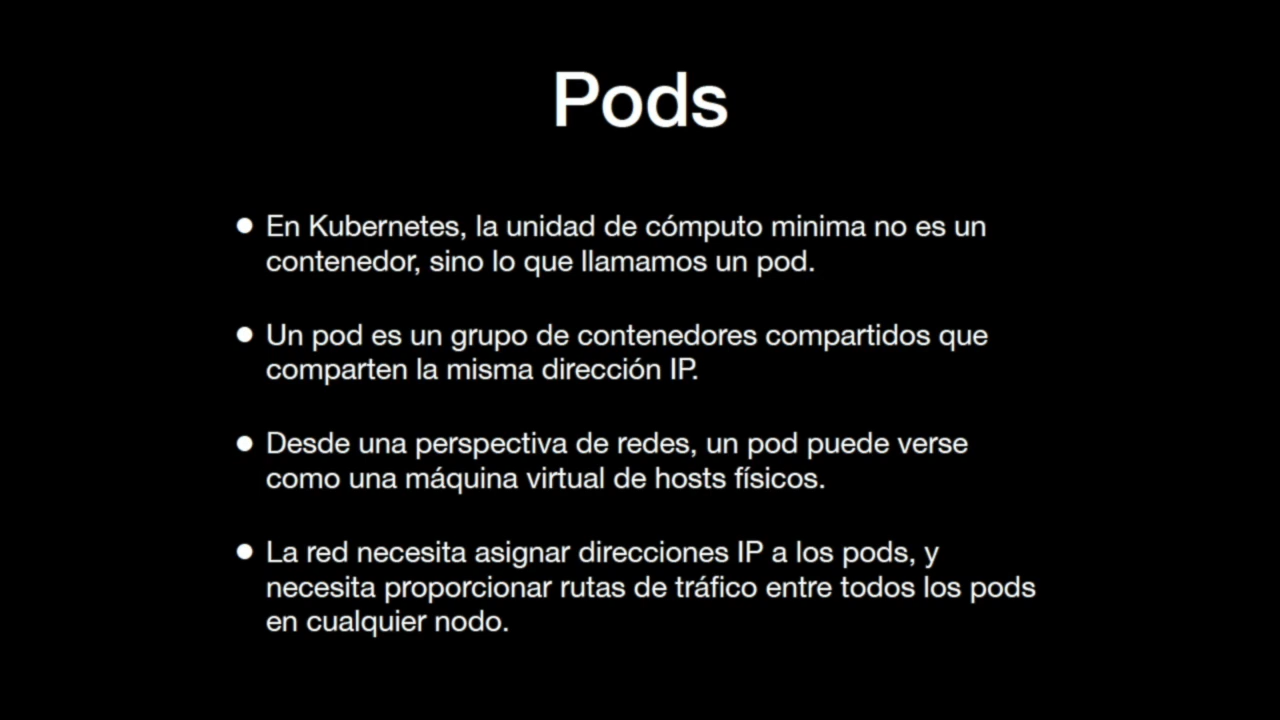 Pods
● En Kubernetes, la unidad de cómputo minima no es un
contenedor, sino lo que llamamos un pod.
● Un pod es un grupo de contenedores compartidos que
comparten la misma dirección IP.
● Desde una perspectiva de redes, un pod puede verse
como una máquina virtual de hosts físicos.
● La red necesita asignar direcciones IP a los pods, y
necesita proporcionar rutas de tráfico entre todos los pods
en cualquier nodo.